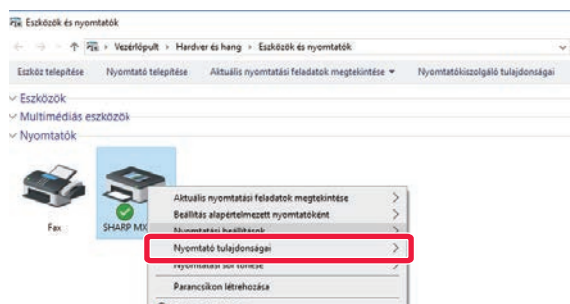 Eszközök és nyomtatók
Vezérlőpult › Hardver és hang › Eszközök és nyomtatók
Eszköz telepítése Nyomtató telepítése Aktuális nyomtatási feladatok megtekintése Nyomtatókiszolgáló tulajdonságai
Eszközök
Multimédiás eszközök
Nyomtatók
Fax
SHARP MX
Aktuális nyomtatási feladatok megtekintése
Beállítás alapértelmezett nyomtatóként
Nyomtatási beállítások
Nyomtató tulajdonságai
Nyomtatási sor törlése
Parancsikon létrehozása